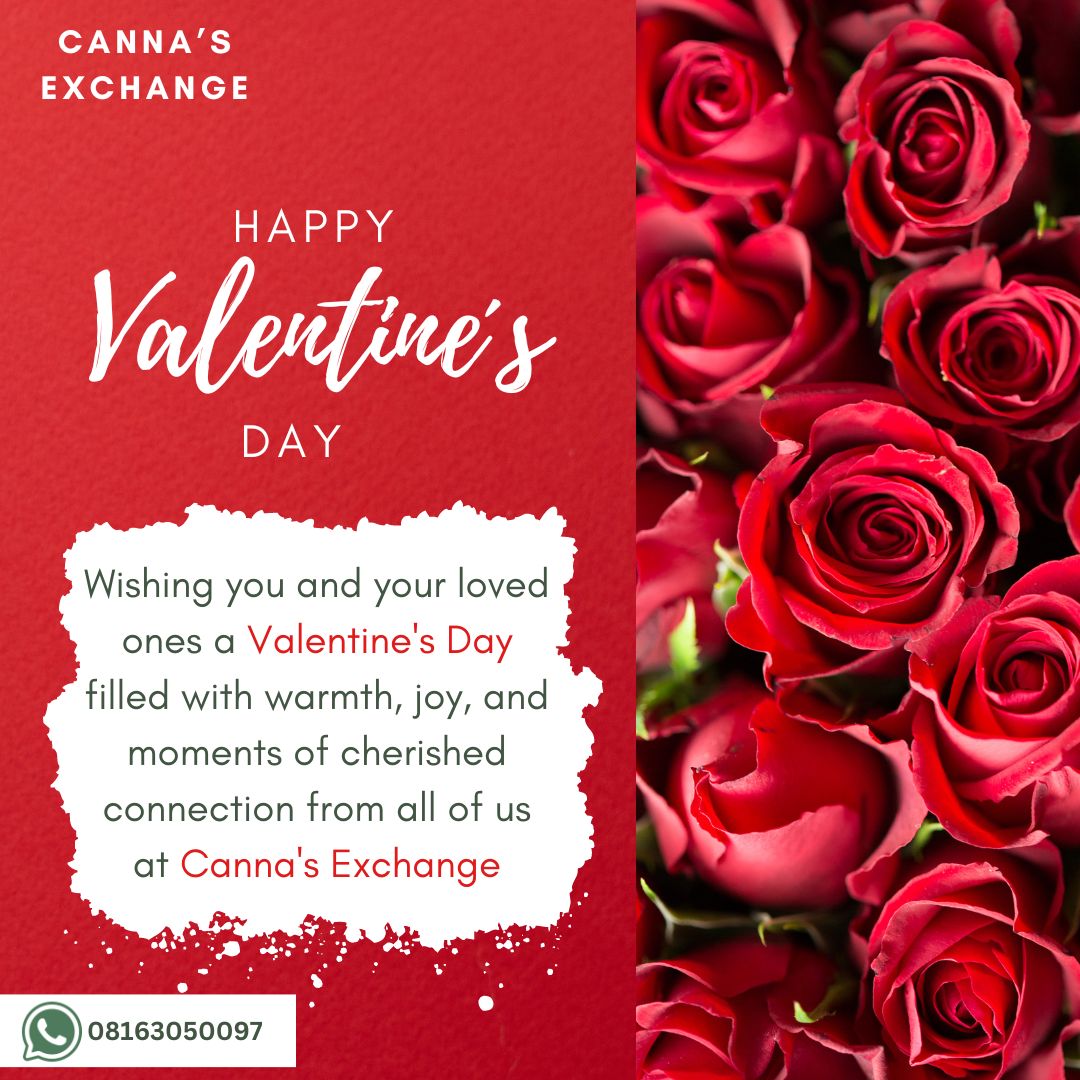 CANNA’S
EXCHANGE
HAPPY
Valentine's
DAY
Wishing you and your loved
ones a Valentine's Day
filled with warmth, joy, and
moments of cherished
connection from all of us
at Canna's Exchange
08163050097